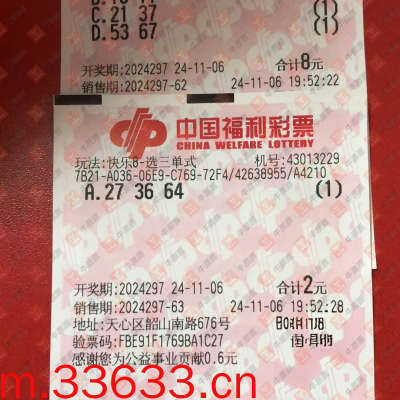 C.21 37 (1)
D.53 67 (1)
开奖期:2024297 24-11-06 合计8元
销售期:2024297-62 24-11-06 19:52:22
中国福利彩票
CHINA WELFARE LOTTERY
玩法:快乐8-选三单式 机号:43013229
7B21-A036-06E9-C769-72F4/42638955/A4210
A.27 36 64 (1)
开奖期:2024297 24-11-06 合计2元
销售期:2024297-63 24-11-06 19:52:28
地址:天心区韶山南路676号
验票码:FBE91F1769BA1C27
感谢您为公益事业贡献0.6元
m.33633.cn